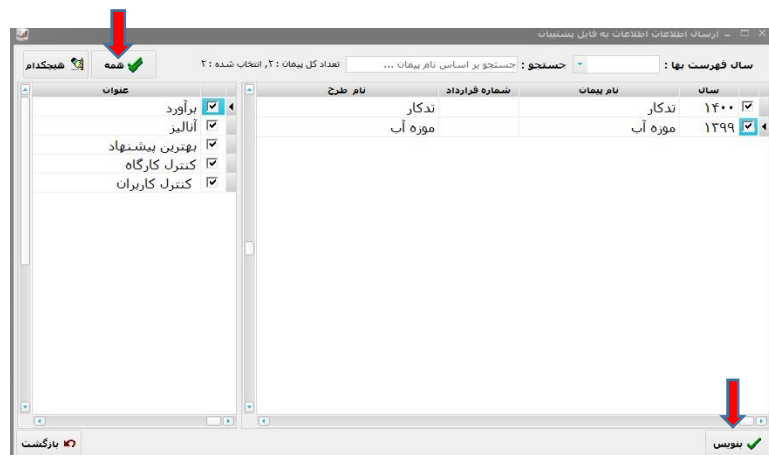 ارسال اطلاعات اطلاعات به فایل پشتیبان
سال فهرست بها :
جستجو :
جستجو بر اساس نام پیمان ...
تعداد کل پیمان : ۲, انتخاب شده : ۲
همه
هیچکدام
سال نام پیمان شماره قرارداد نام طرح
۱۴۰۰ تدکار تدکار
۱۳۹۹ موزه آب موزه آب
عنوان
برآورد
آنالیز
بهترین پیشنهاد
کنترل کارگاه
کنترل کاربران
بنویس
بازگشت